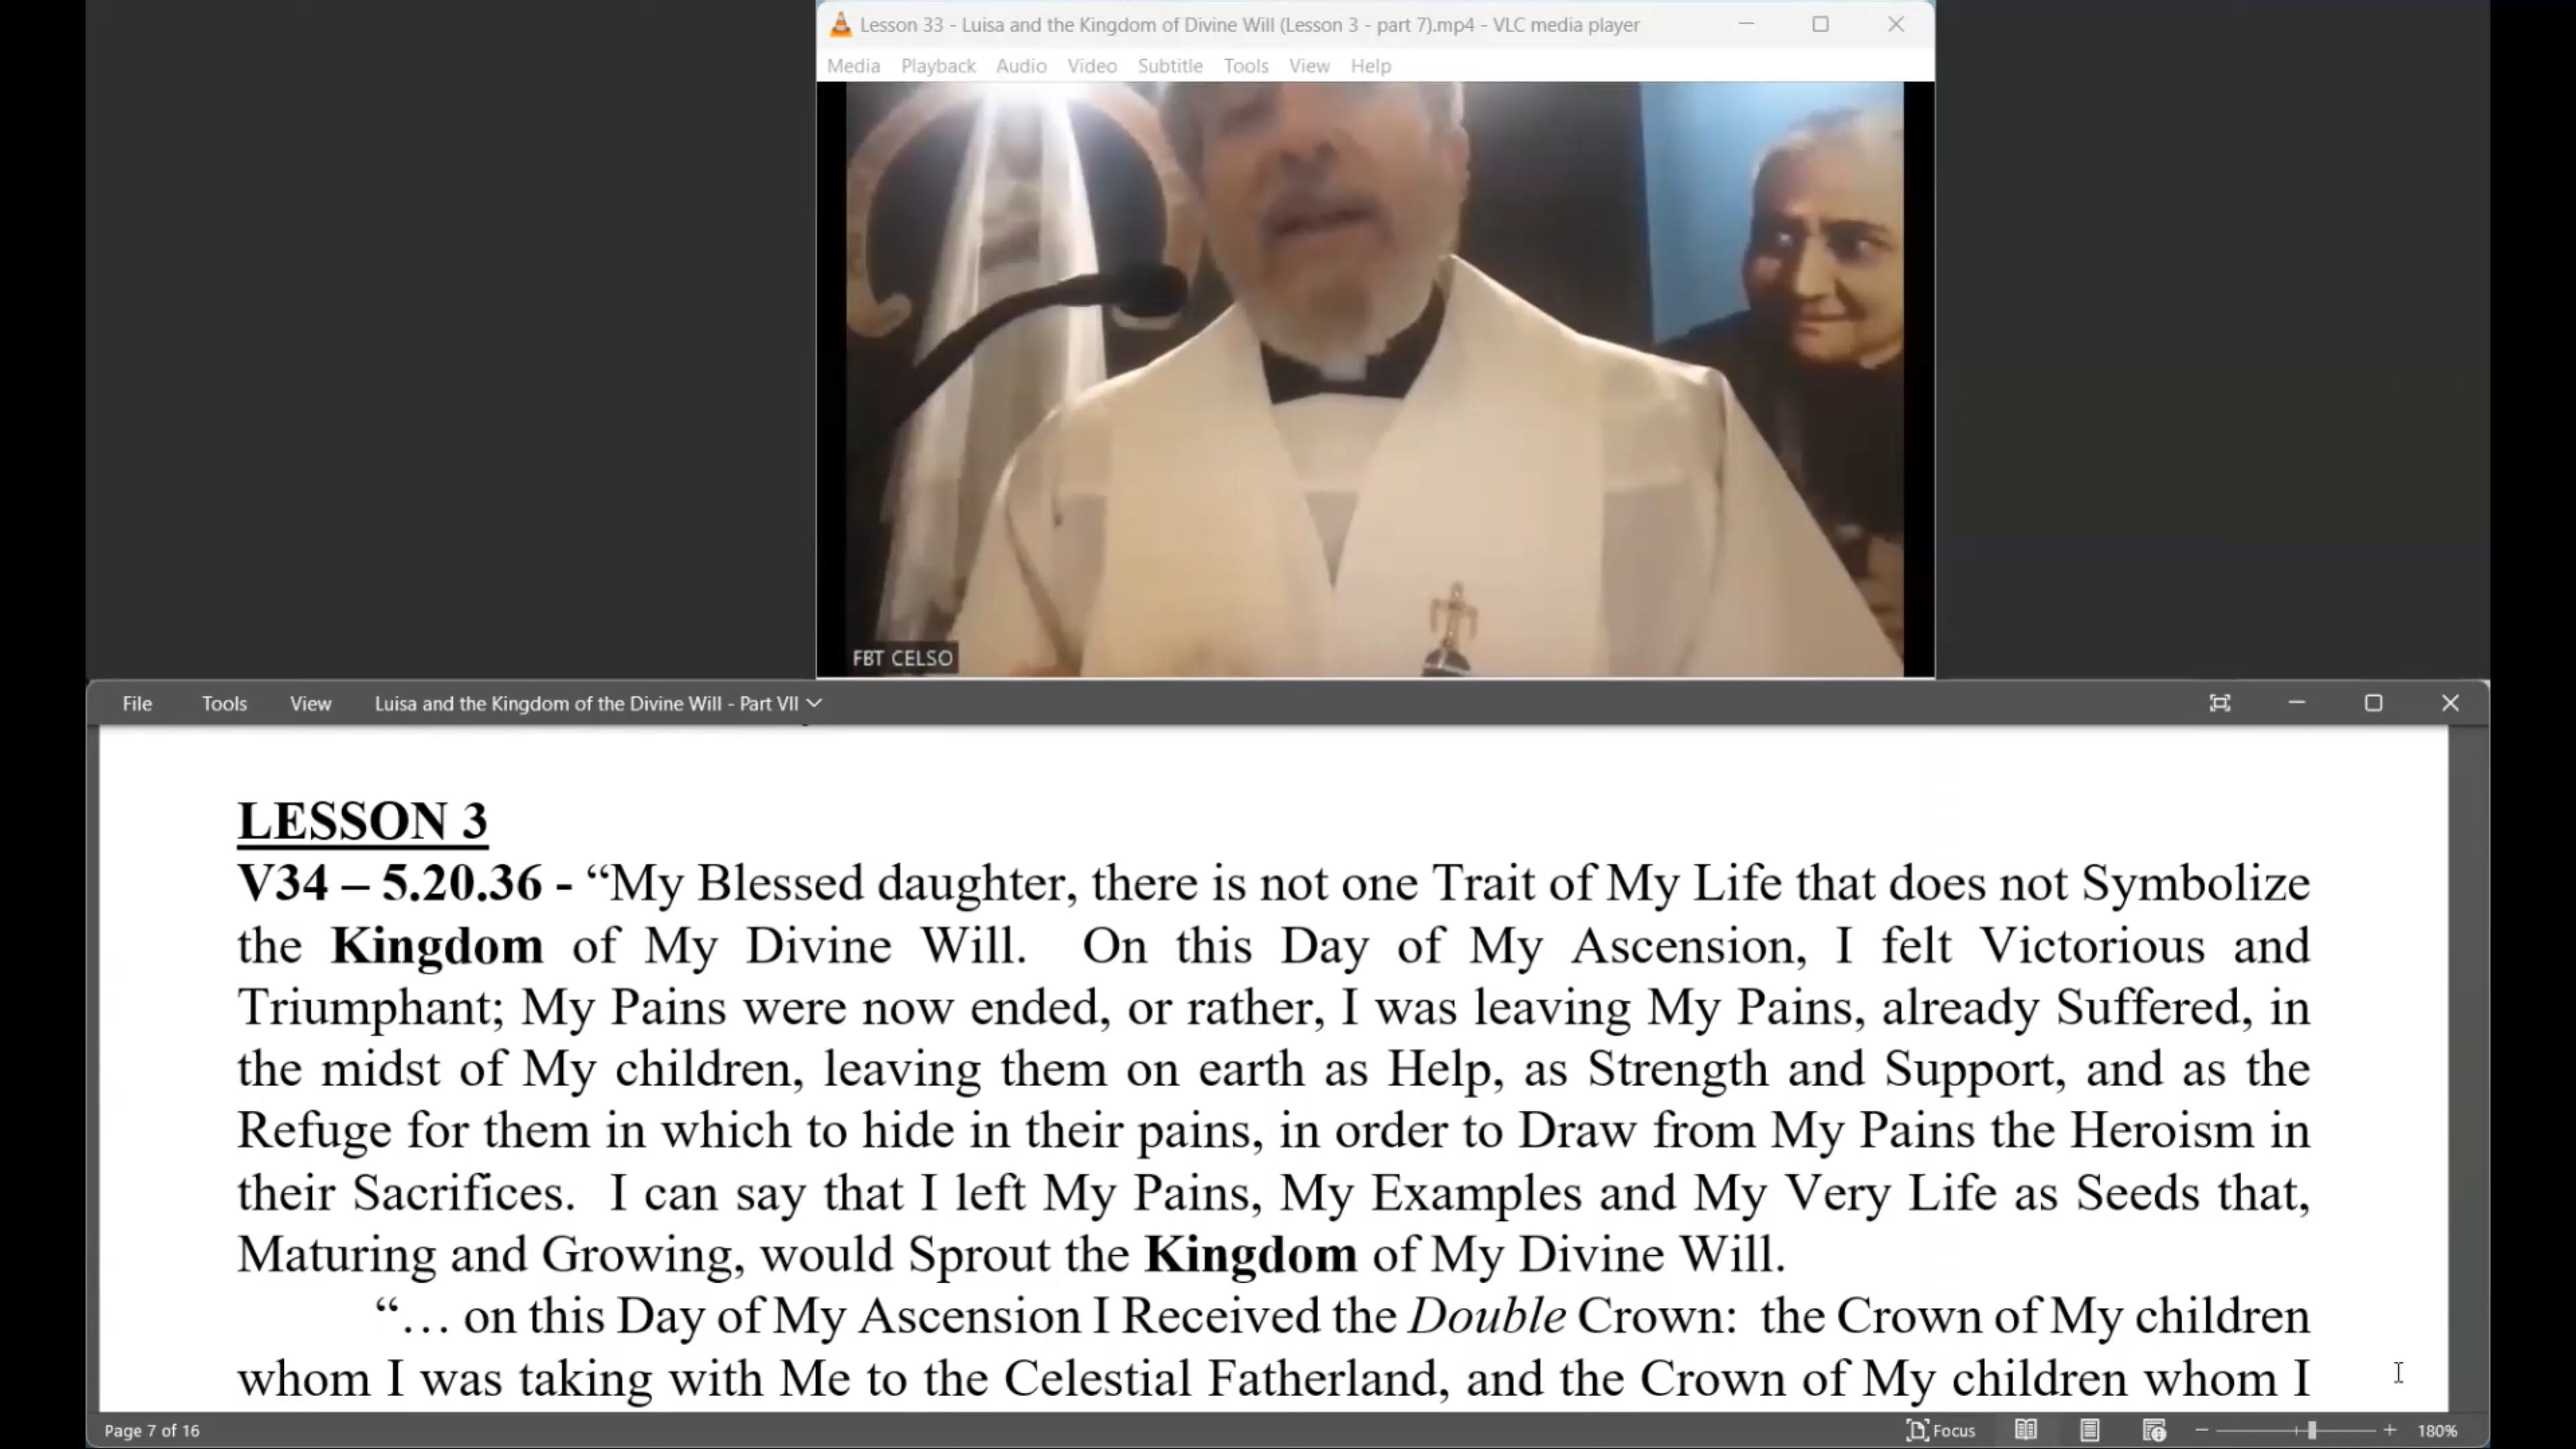 Lesson 33 - Luisa and the Kingdom of Divine Will (Lesson 3 - part 7).mp4 - VLC media player
Media Playback Audio Video Subtitle Tools View Help
FBT CELSO
File Tools View Luisa and the Kingdom of the Divine Will - Part VII
LESSON 3
V34 – 5.20.36 - “My Blessed daughter, there is not one Trait of My Life that does not Symbolize
the Kingdom of My Divine Will. On this Day of My Ascension, I felt Victorious and
Triumphant; My Pains were now ended, or rather, I was leaving My Pains, already Suffered, in
the midst of My children, leaving them on earth as Help, as Strength and Support, and as the
Refuge for them in which to hide in their pains, in order to Draw from My Pains the Heroism in
their Sacrifices. I can say that I left My Pains, My Examples and My Very Life as Seeds that,
Maturing and Growing, would Sprout the Kingdom of My Divine Will.
“… on this Day of My Ascension I Received the Double Crown: the Crown of My children
whom I was taking with Me to the Celestial Fatherland, and the Crown of My children whom I
Page 7 of 16 Focus 180%